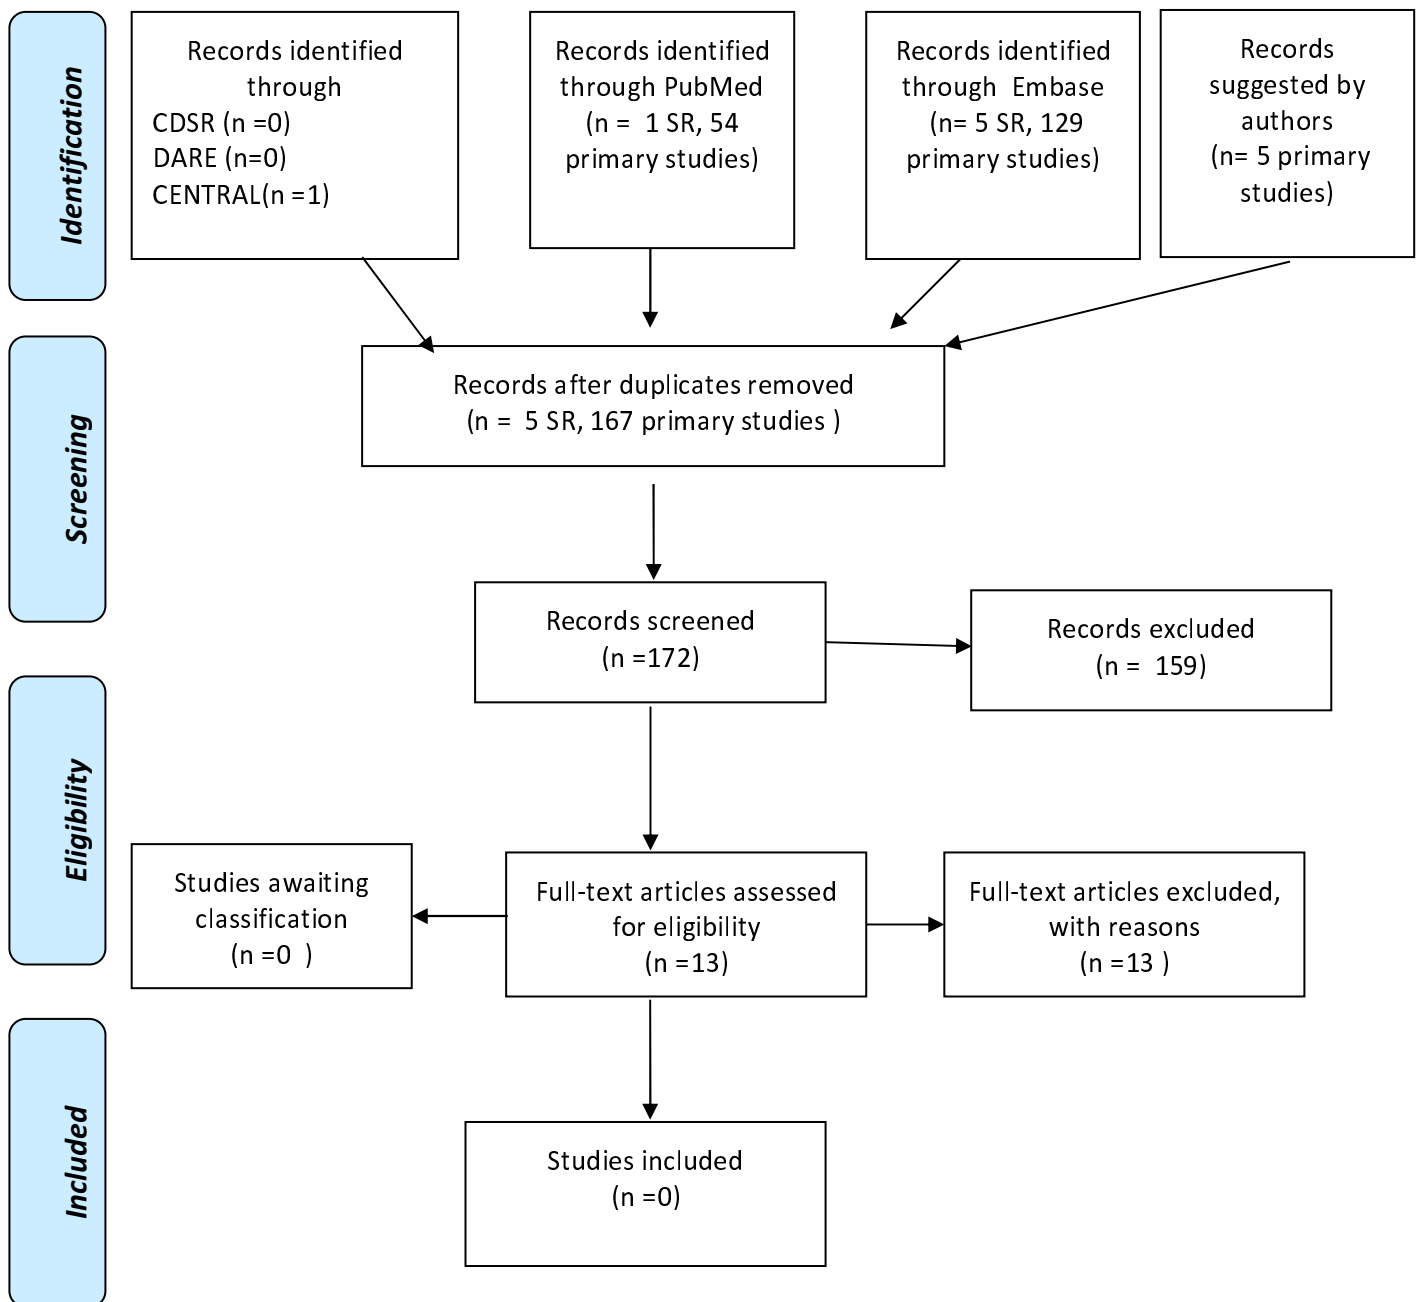 Identification
Records identified
through
CDSR (n =0)
DARE (n=0)
CENTRAL(n =1)
Records identified
through PubMed
(n = 1 SR, 54
primary studies)
Records identified
through Embase
(n= 5 SR, 129
primary studies)
Records
suggested by
authors
(n= 5 primary
studies)
Screening
Records after duplicates removed
(n = 5 SR, 167 primary studies )
Records screened
(n =172)
Records excluded
(n = 159)
Eligibility
Studies awaiting
classification
(n =0 )
Full-text articles assessed
for eligibility
(n =13)
Full-text articles excluded,
with reasons
(n =13 )
Included
Studies included
(n =0)